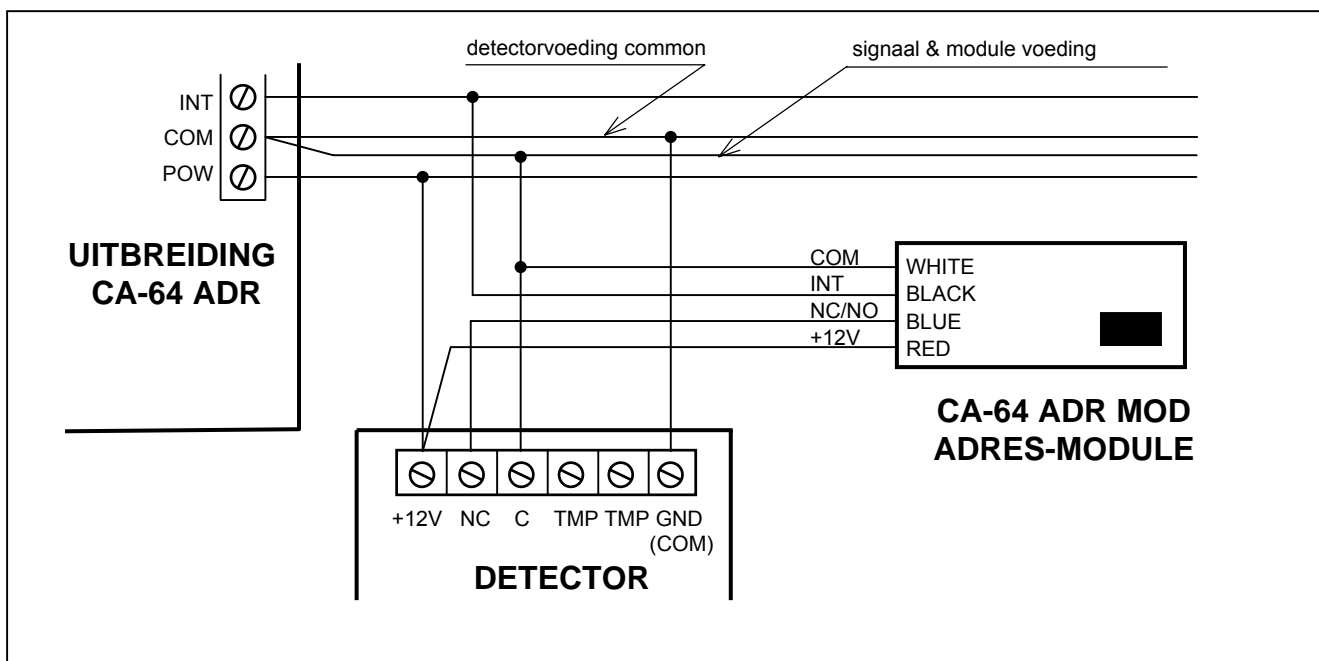 detectorvoeding common
signaal & module voeding
INT
COM
POW
UITBREIDING
CA-64 ADR
COM
INT
NC/NO
+12V
WHITE
BLACK
BLUE
RED
CA-64 ADR MOD
ADRES-MODULE
+12V NC C TMP TMP GND
(COM)
DETECTOR